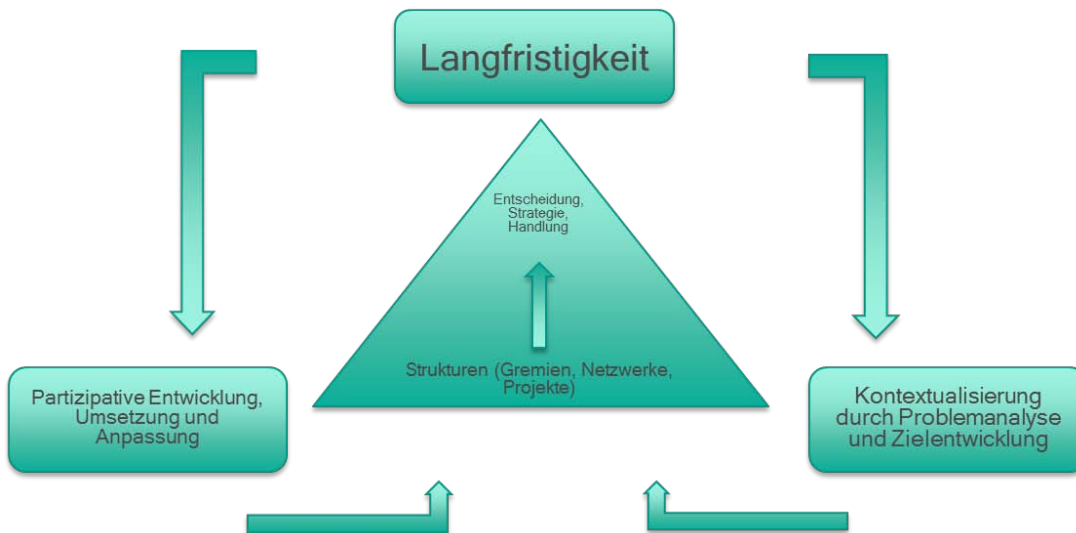 Langfristigkeit
Entscheidung,
Strategie,
Handlung
Strukturen (Gremien, Netzwerke,
Projekte)
Partizipative Entwicklung,
Umsetzung und
Anpassung
Kontextualisierung
durch Problemanalyse
und Zielentwicklung